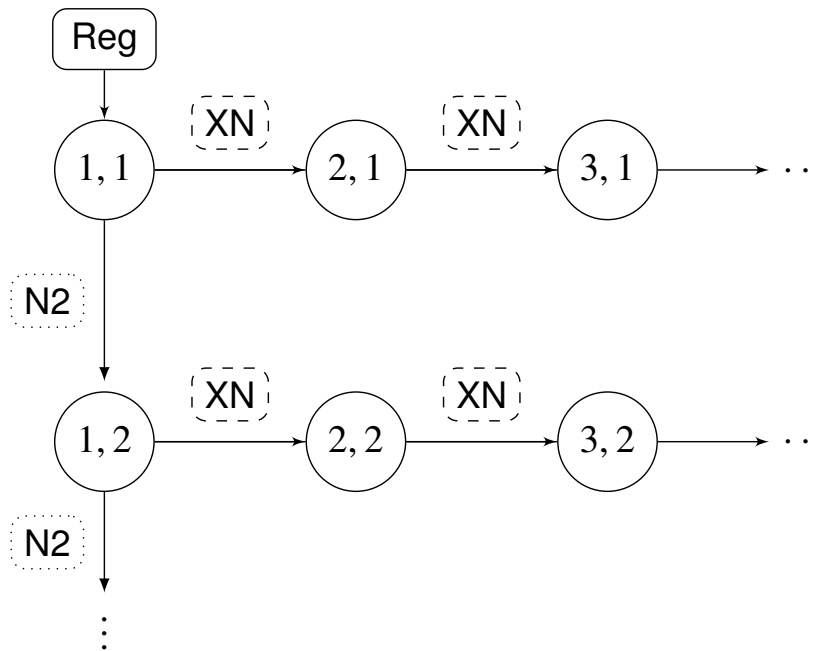 Reg
XN XN
1, 1 2, 1 3, 1 ··
N2
XN XN
1, 2 2, 2 3, 2 ··
N2
⋮